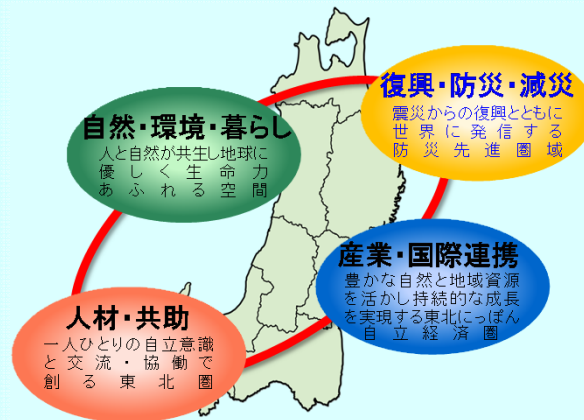 復興・防災・減災
震災からの復興とともに
世界に発信する
防災先進圏域
自然・環境・暮らし
人と自然が共生し地球に
優しく生命力
あふれる空間
産業・国際連携
豊かな自然と地域資源
を活かし持続的な成長
を実現する東北にっぽん
自立経済圏
人材・共助
一人ひとりの自立意識
と交流・協働で
創る東北圏